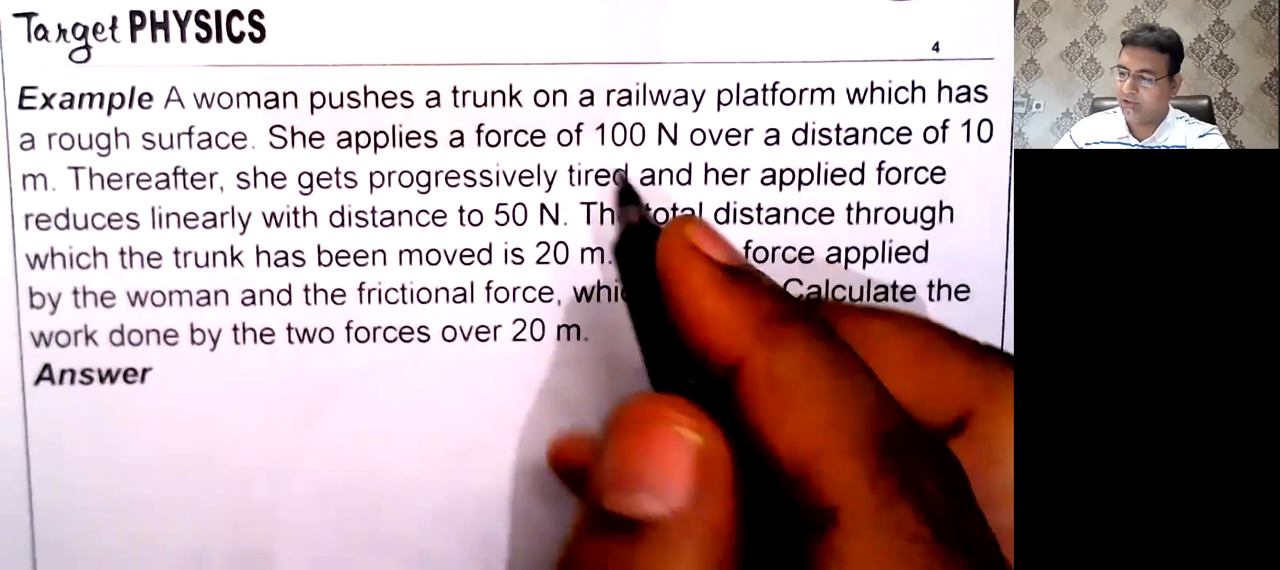 Target PHYSICS
4
Example A woman pushes a trunk on a railway platform which has
a rough surface. She applies a force of 100 N over a distance of 10
m. Thereafter, she gets progressively tired and her applied force
reduces linearly with distance to 50 N. The total distance through
which the trunk has been moved is 20 m. force applied
by the woman and the frictional force, Calculate the
work done by the two forces over 20 m.
Answer